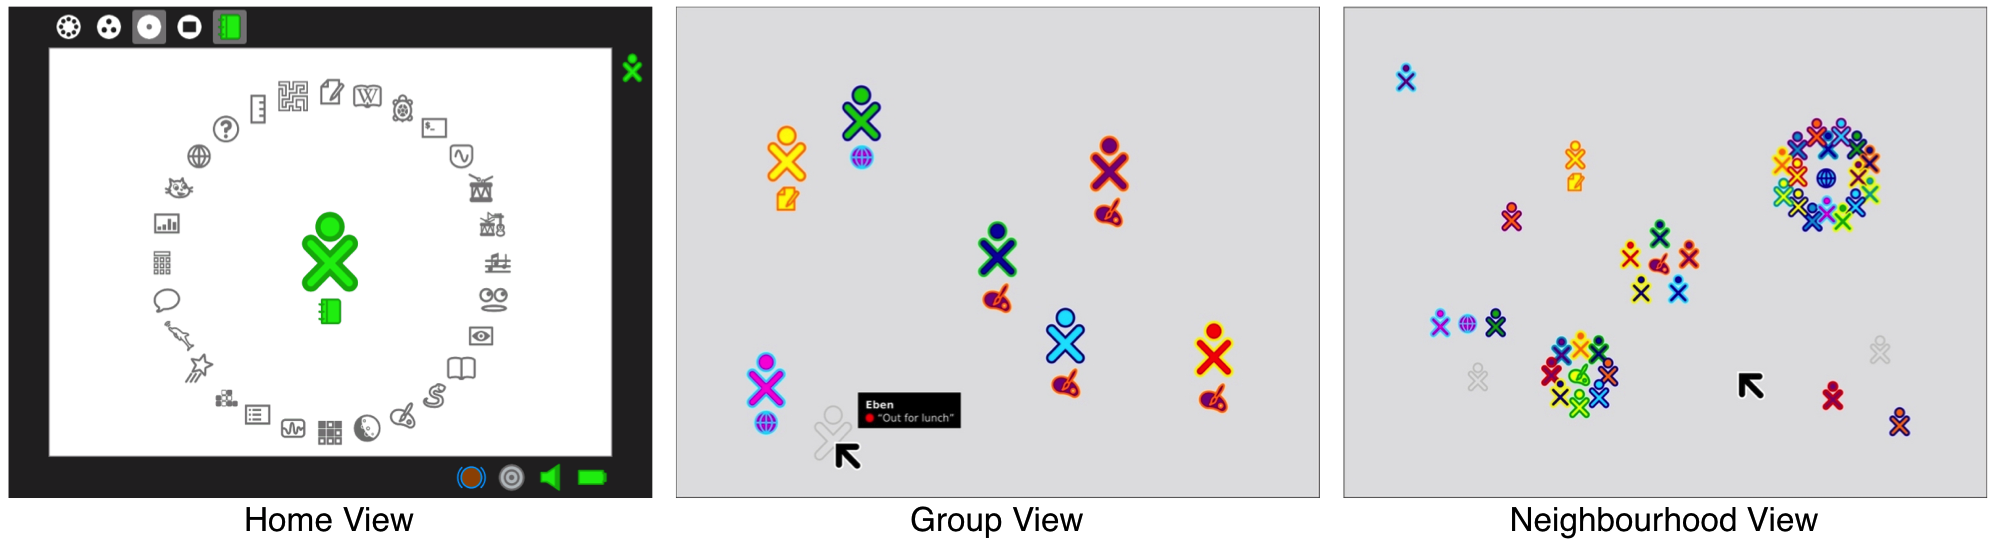 ?
W
$_
Eben
"Out for lunch"
Home View
Group View
Neighbourhood View